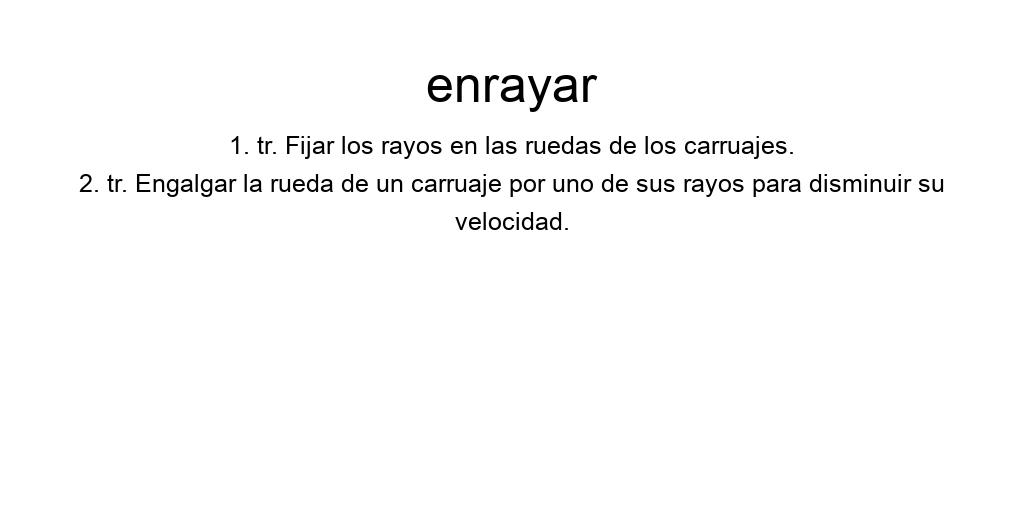 enrayar
1. tr. Fijar los rayos en las ruedas de los carruajes.
2. tr. Engalgar la rueda de un carruaje por uno de sus rayos para disminuir su
velocidad.